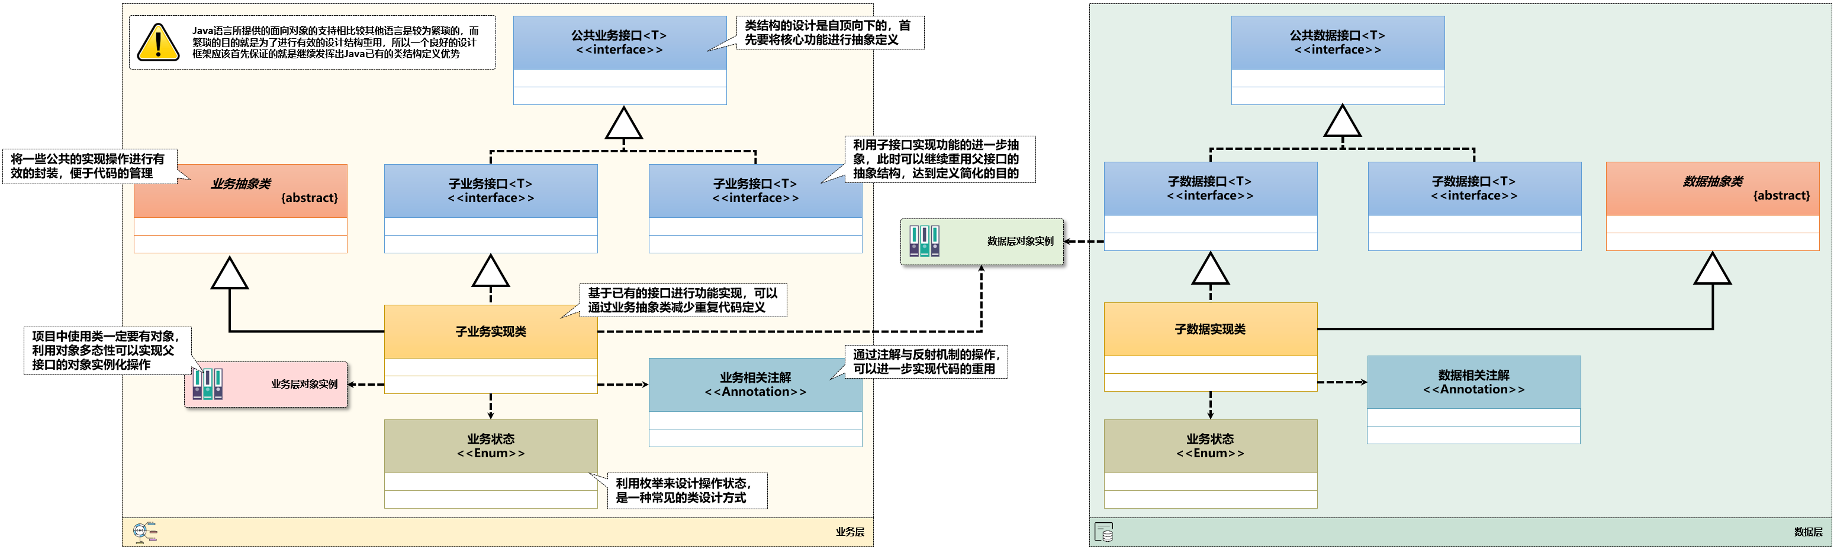 Java语言所提供的面向对象的支持相比较其他语言是较为繁琐的，而
繁琐的目的就是为了进行有效的设计结构重用，所以一个良好的设计
框架应该首先保证的就是继续发挥出Java已有的类结构定义优势
公共业务接口<T>
<<interface>>
类结构的设计是自顶向下的，首
先要将核心功能进行抽象定义
将一些公共的实现操作进行有
效的封装，便于代码的管理
业务抽象类
{abstract}
子业务接口<T>
<<interface>>
子业务接口<T>
<<interface>>
利用子接口实现功能的进一步抽
象，此时可以继续重用父接口的
抽象结构，达到定义简化的目的
基于已有的接口进行功能实现，可以
通过业务抽象类减少重复代码定义
子业务实现类
项目中使用类一定要有对象，
利用对象多态性可以实现父
接口的对象实例化操作
业务层对象实例
业务相关注解
<<Annotation>>
通过注解与反射机制的操作，
可以进一步实现代码的重用
业务状态
<<Enum>>
利用枚举来设计操作状态，
是一种常见的类设计方式
业务层
数据层对象实例
公共数据接口<T>
<<interface>>
子数据接口<T>
<<interface>>
子数据接口<T>
<<interface>>
数据抽象类
{abstract}
子数据实现类
数据相关注解
<<Annotation>>
业务状态
<<Enum>>
数据层